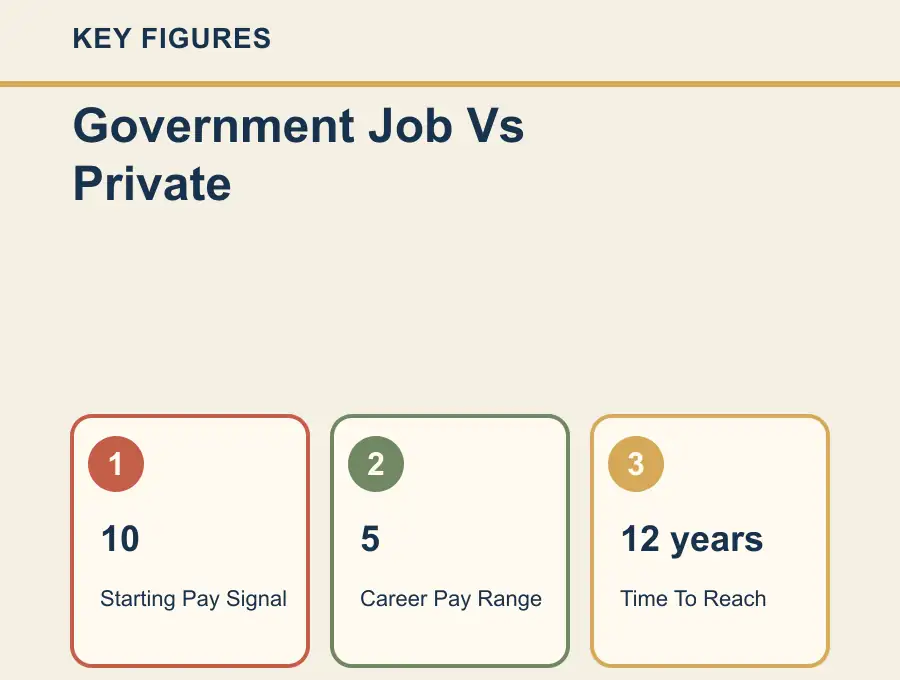 KEY FIGURES
Government Job Vs
Private
1
10
Starting Pay Signal
2
5
Career Pay Range
3
12 years
Time To Reach